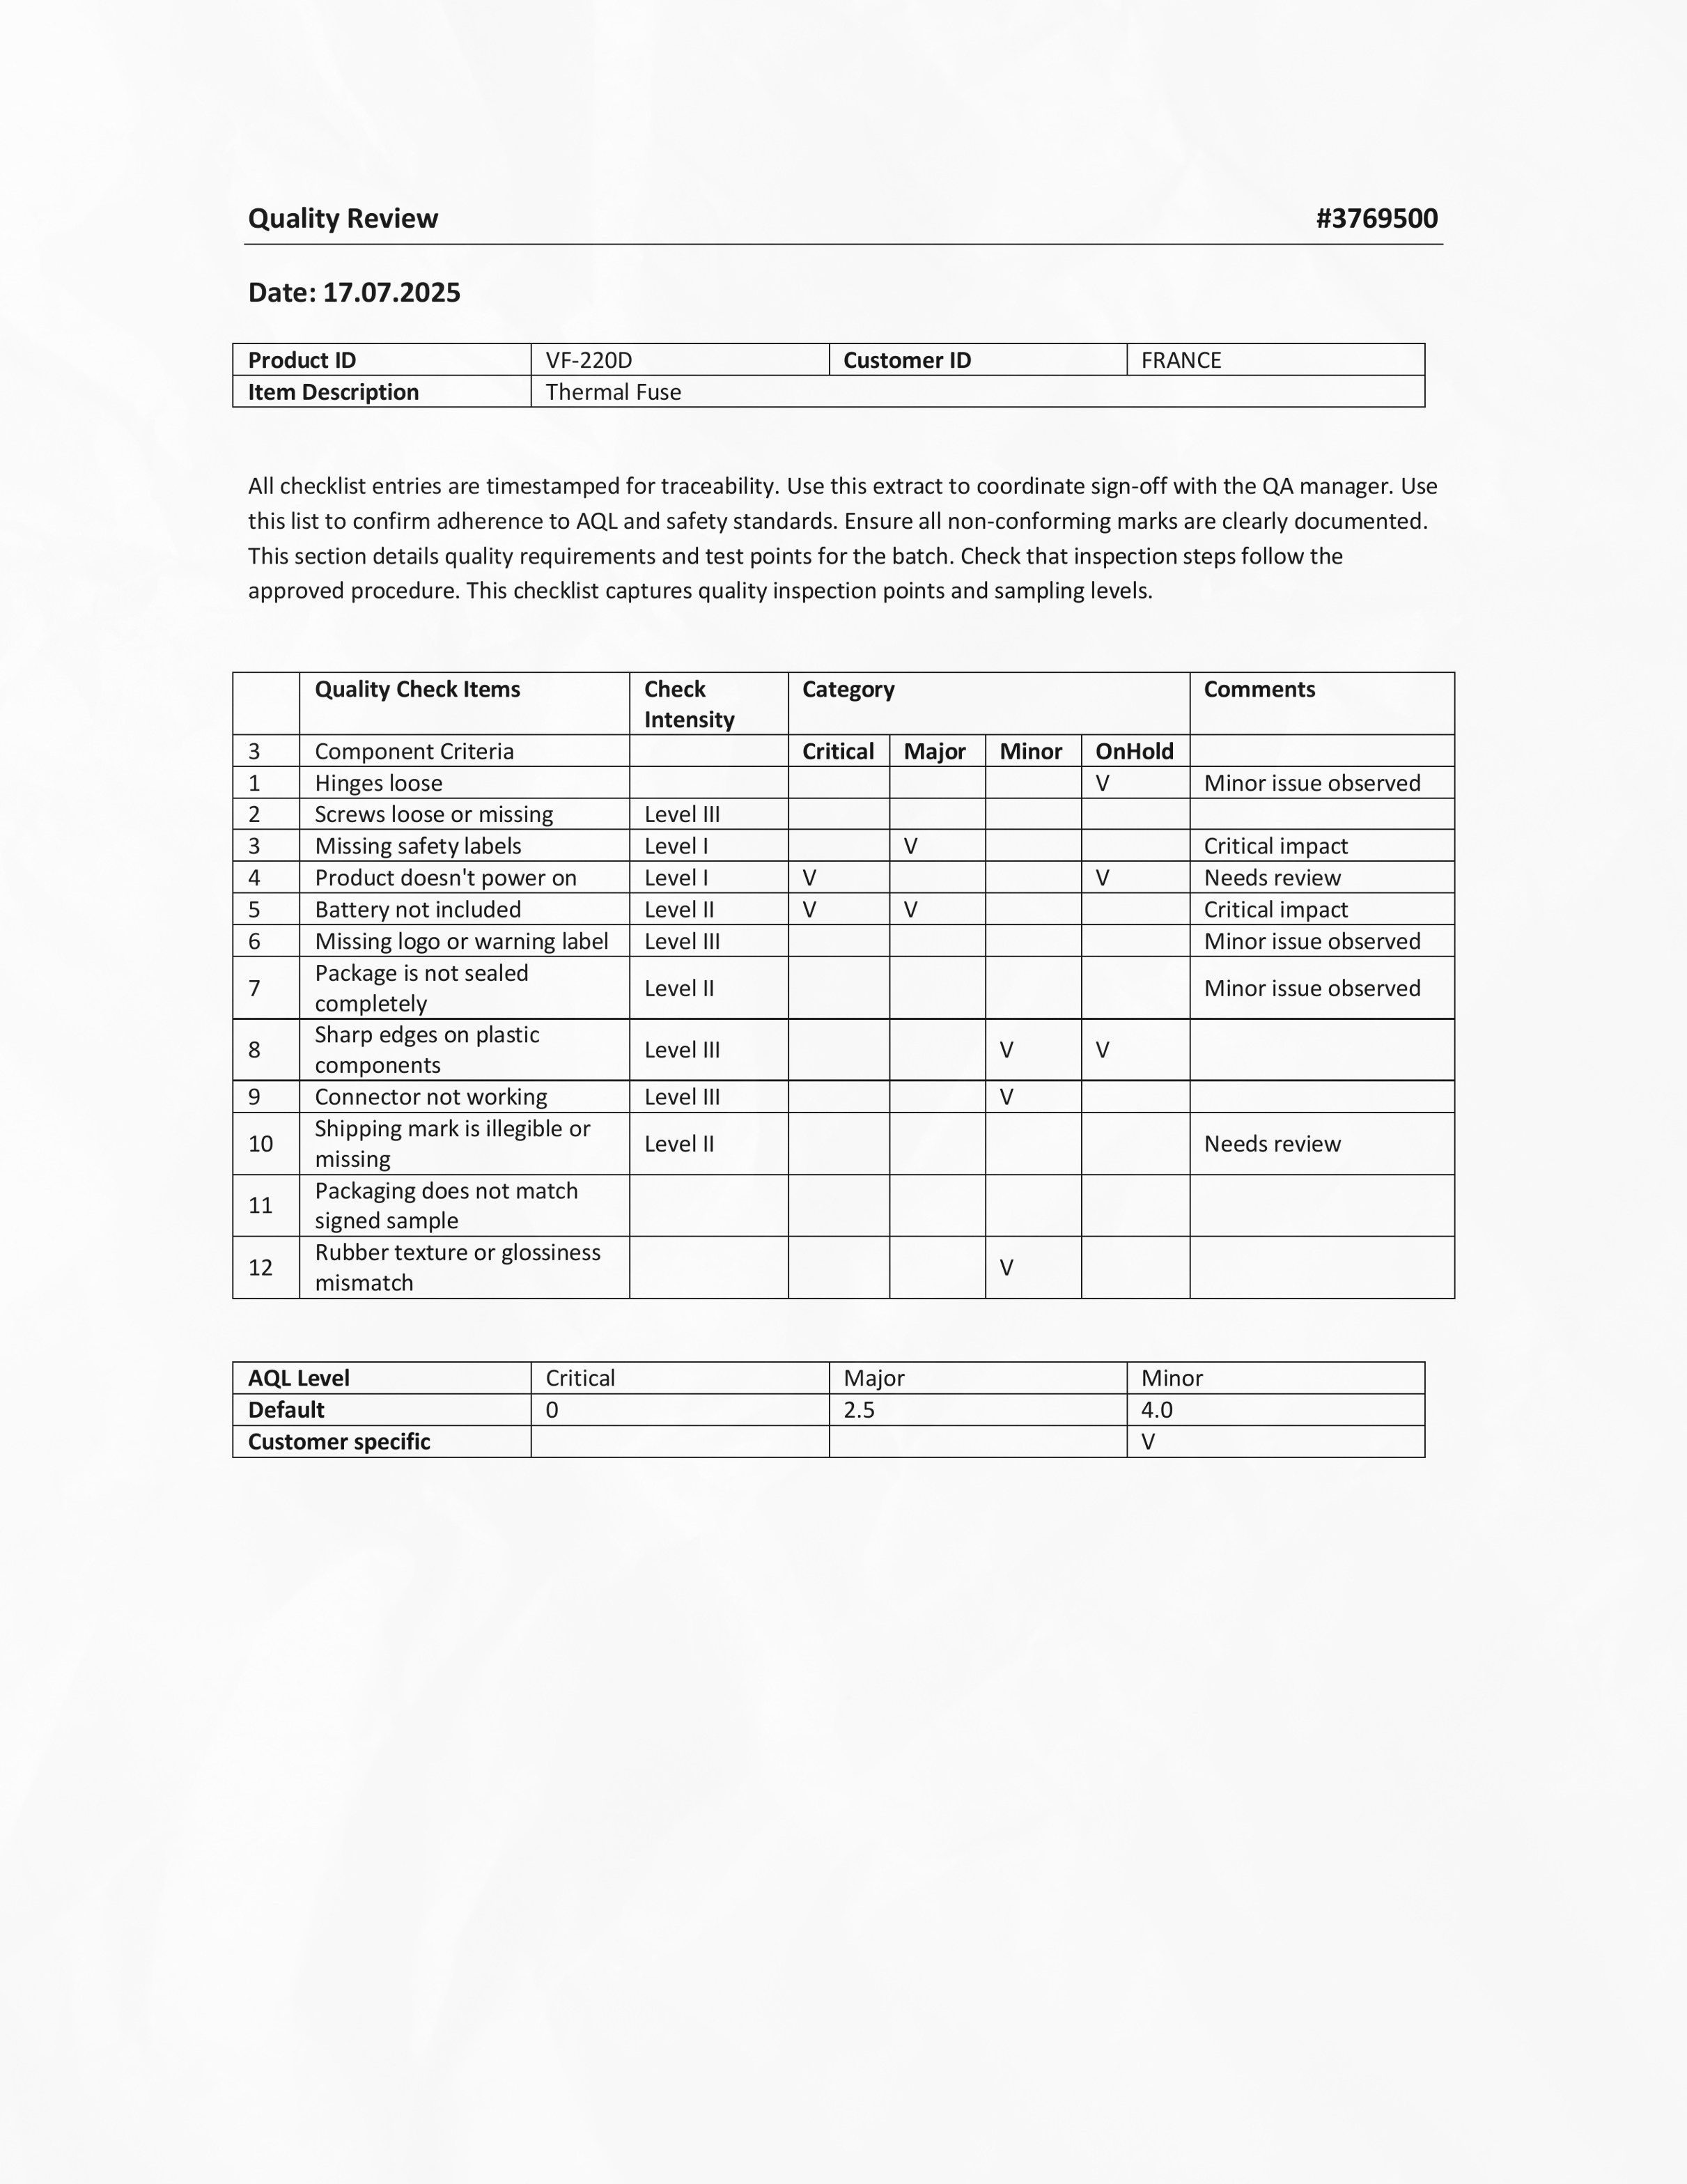 Quality Review #3769500
Date: 17.07.2025
Product ID VF-220D Customer ID FRANCE
Item Description Thermal Fuse
All checklist entries are timestamped for traceability. Use this extract to coordinate sign-off with the QA manager. Use
this list to confirm adherence to AQL and safety standards. Ensure all non-conforming marks are clearly documented.
This section details quality requirements and test points for the batch. Check that inspection steps follow the
approved procedure. This checklist captures quality inspection points and sampling levels.
Quality Check Items Check Category Comments
Intensity
3 Component Criteria Critical Major Minor OnHold
1 Hinges loose V Minor issue observed
2 Screws loose or missing Level III
3 Missing safety labels Level I V Critical impact
4 Product doesn't power on Level I V V Needs review
5 Battery not included Level II V V Critical impact
6 Missing logo or warning label Level III Minor issue observed
7 Package is not sealed
completely Level II Minor issue observed
8 Sharp edges on plastic
components Level III V V
9 Connector not working Level III V
10 Shipping mark is illegible or
missing Level II Needs review
11 Packaging does not match
signed sample
12 Rubber texture or glossiness
mismatch V
AQL Level Critical Major Minor
Default 0 2.5 4.0
Customer specific V